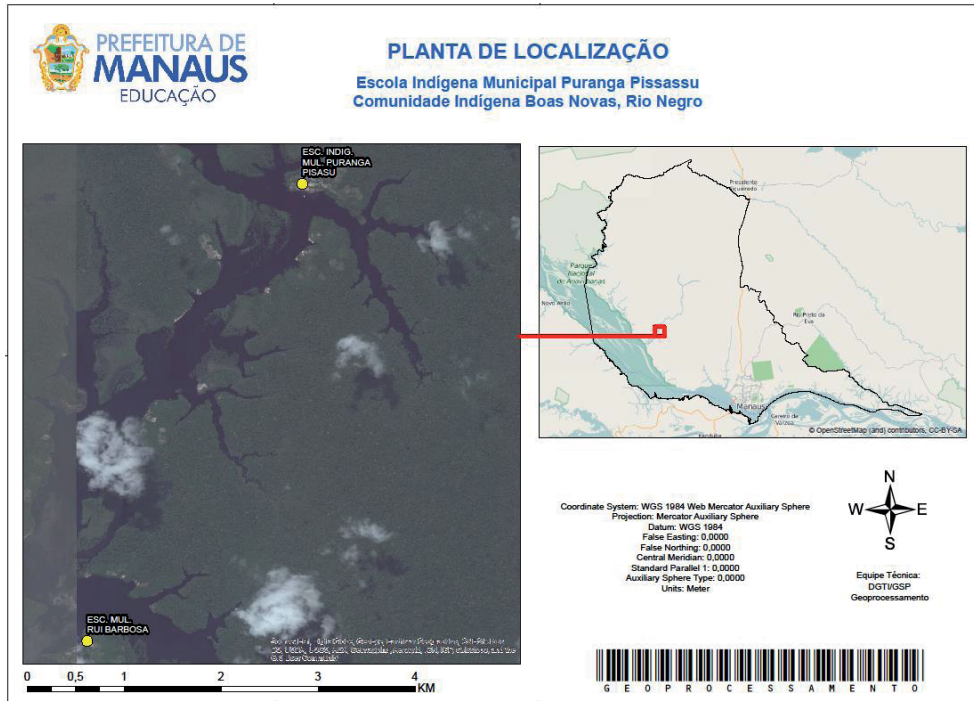 PREFEITURA DE
MANAUS
EDUCAÇÃO
PLANTA DE LOCALIZAÇÃO
Escola Indígena Municipal Puranga Pissassu
Comunidade Indígena Boas Novas, Rio Negro
ESC. INDIG.
MUL. PURANGA
PISASU
ESC. MUL.
RUI BARBOSA
0 0,5 1 2 3 4
KM
Presidente
Figueiredo
Parque
Nacional
de Anavilhanas
Novo Airão
Rio Preto da
Eva
Manaus
Careiro da
Várzea
© OpenStreetMap (and) contributors, CC-BY-SA
Coordinate System: WGS 1984 Web Mercator Auxiliary Sphere
Projection: Mercator Auxiliary Sphere
Datum: WGS 1984
False Easting: 0,0000
False Northing: 0,0000
Central Meridian: 0,0000
Standard Parallel 1: 0,0000
Auxiliary Sphere Type: 0,0000
Units: Meter
N
W E
S
Equipe Técnica:
DGTI/GSP
Geoprocessamento
G E O P R O C E S S A M E N T O